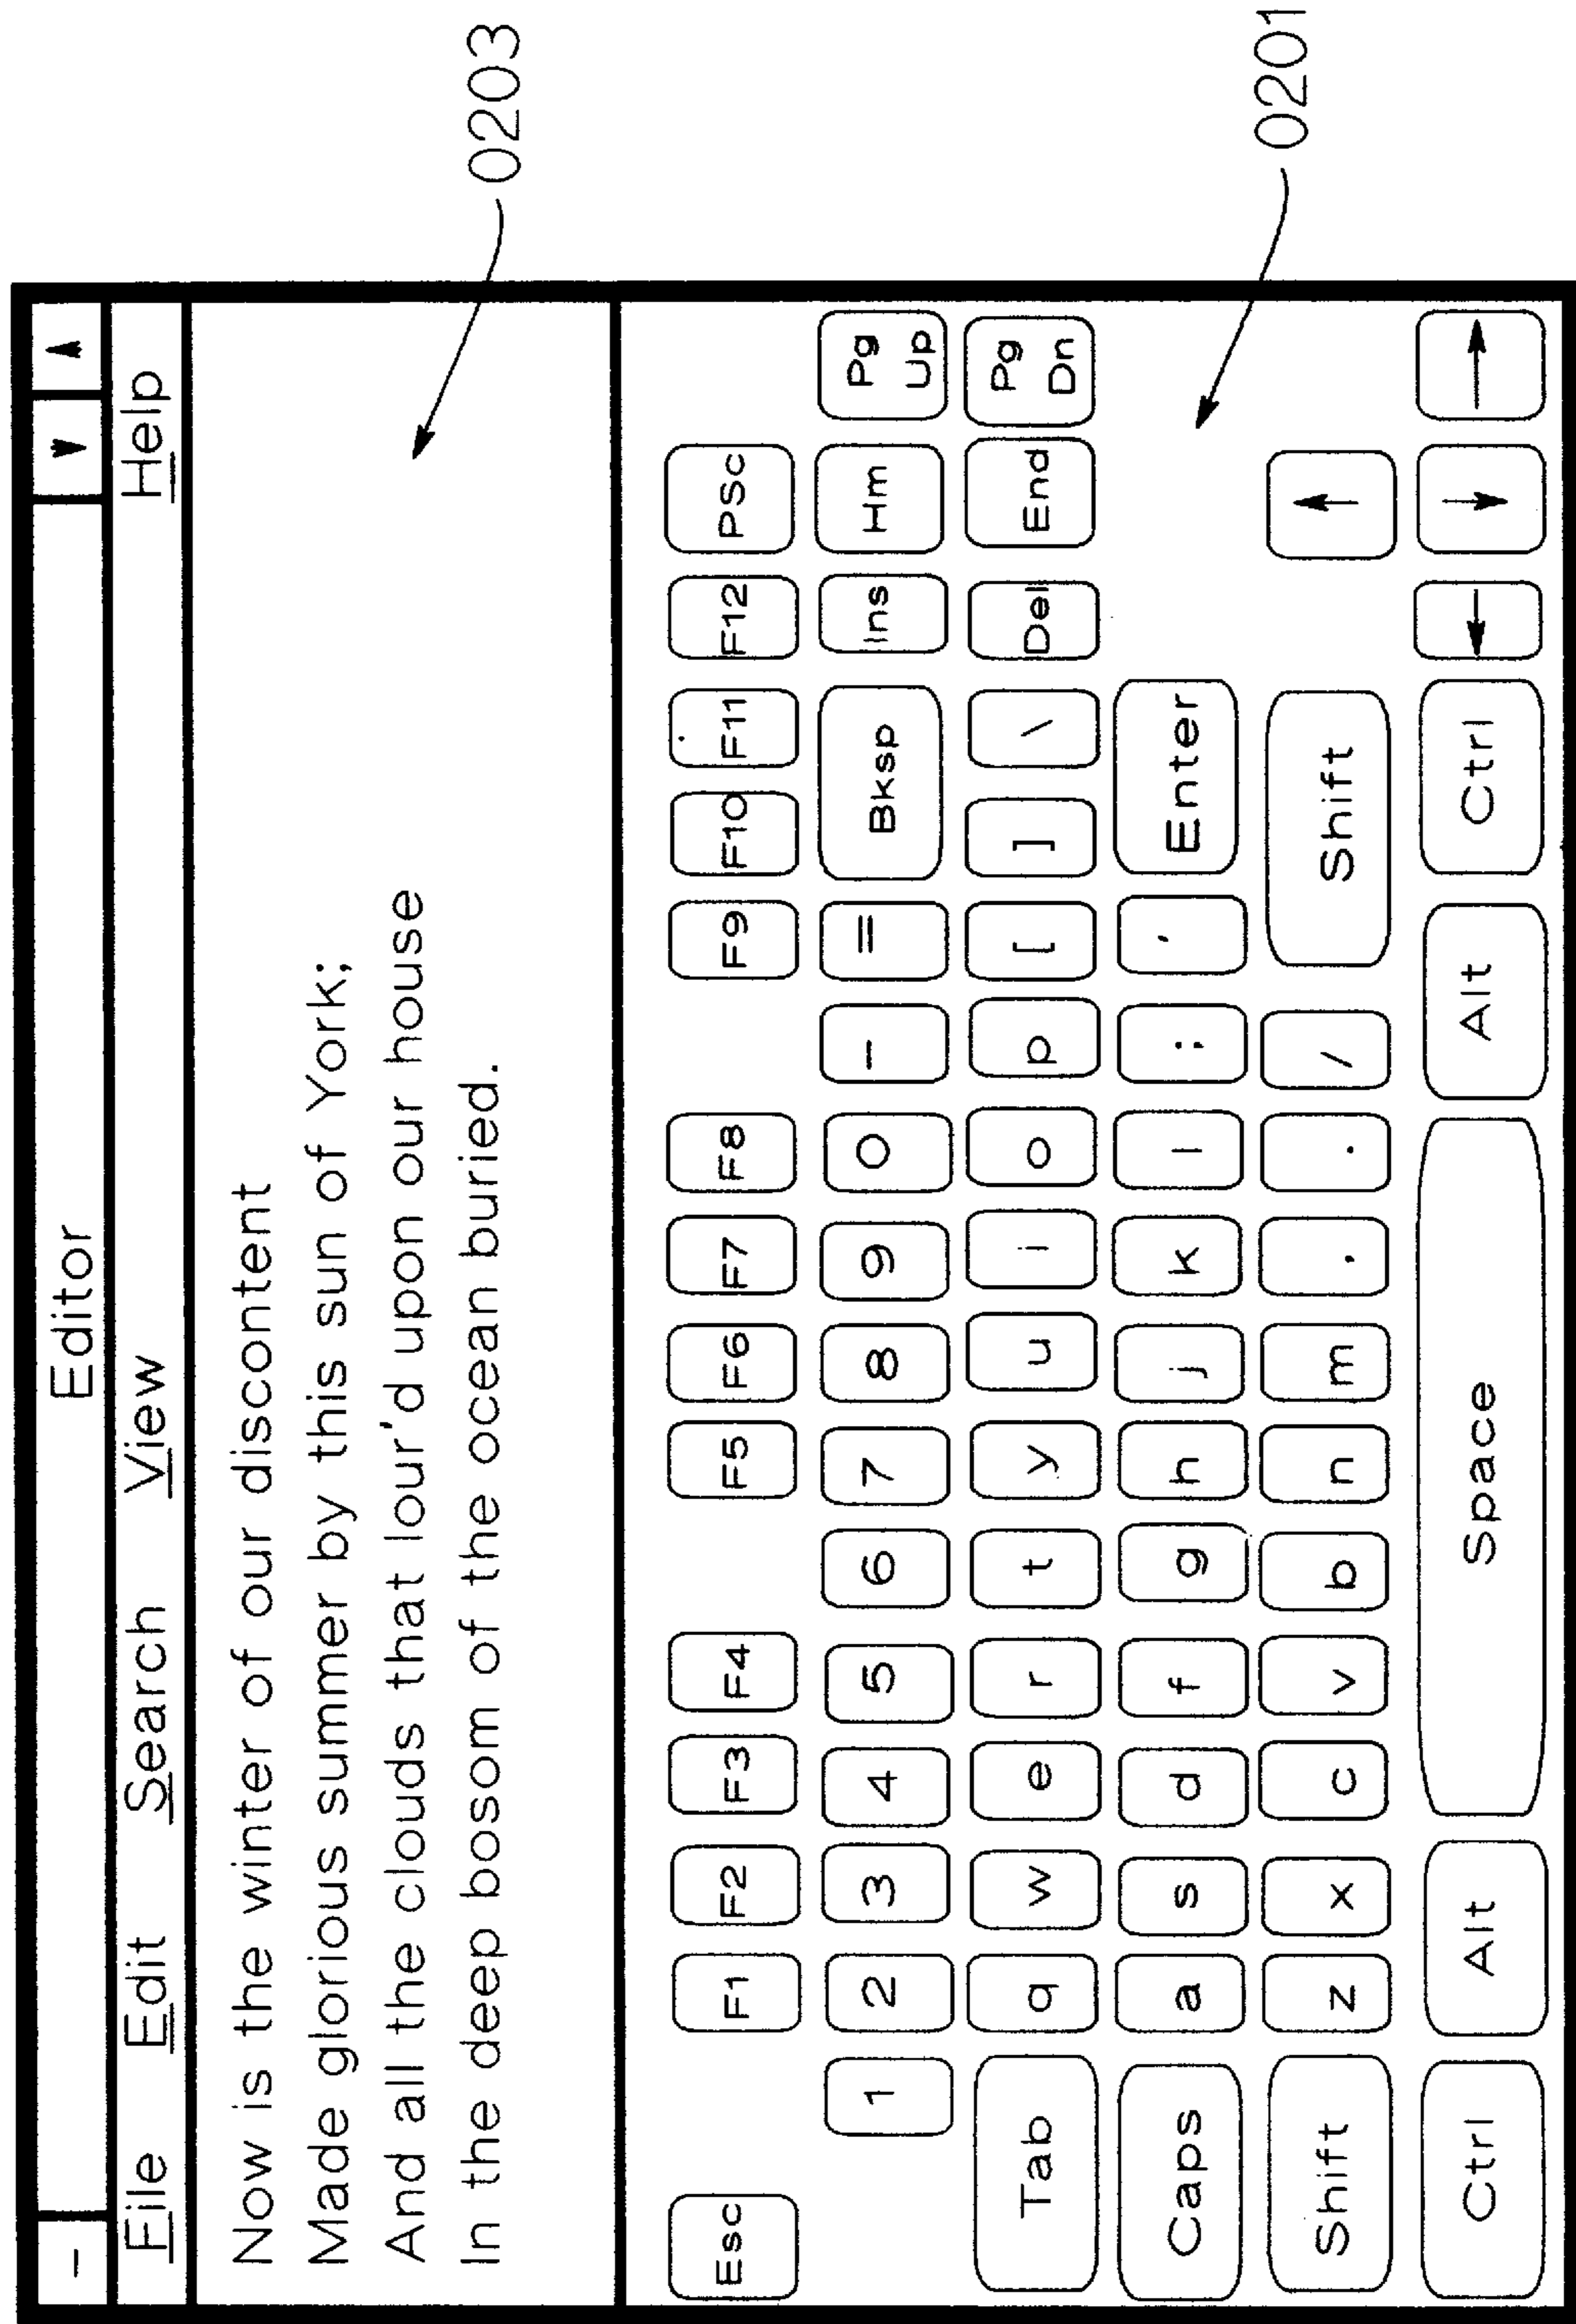 - Editor
File Edit Search View Help
Now is the winter of our discontent
Made glorious summer by this sun of York;
And all the clouds that lour'd upon our house
In the deep bosom of the ocean buried.
0203
Esc F1 F2 F3 F4 F5 F6 F7 F8 F9 F10 F11 F12 PSc
1 2 3 4 5 6 7 8 9 0 - = Bksp Ins Hm Pg Up
Tab q w e r t y u i o p [ ] \ Del End Pg Dn
Caps a s d f g h j k l ; ' Enter
0201
Shift z x c v b n m , . / Shift ↑
Ctrl Alt Space Alt Ctrl ← ↓ →